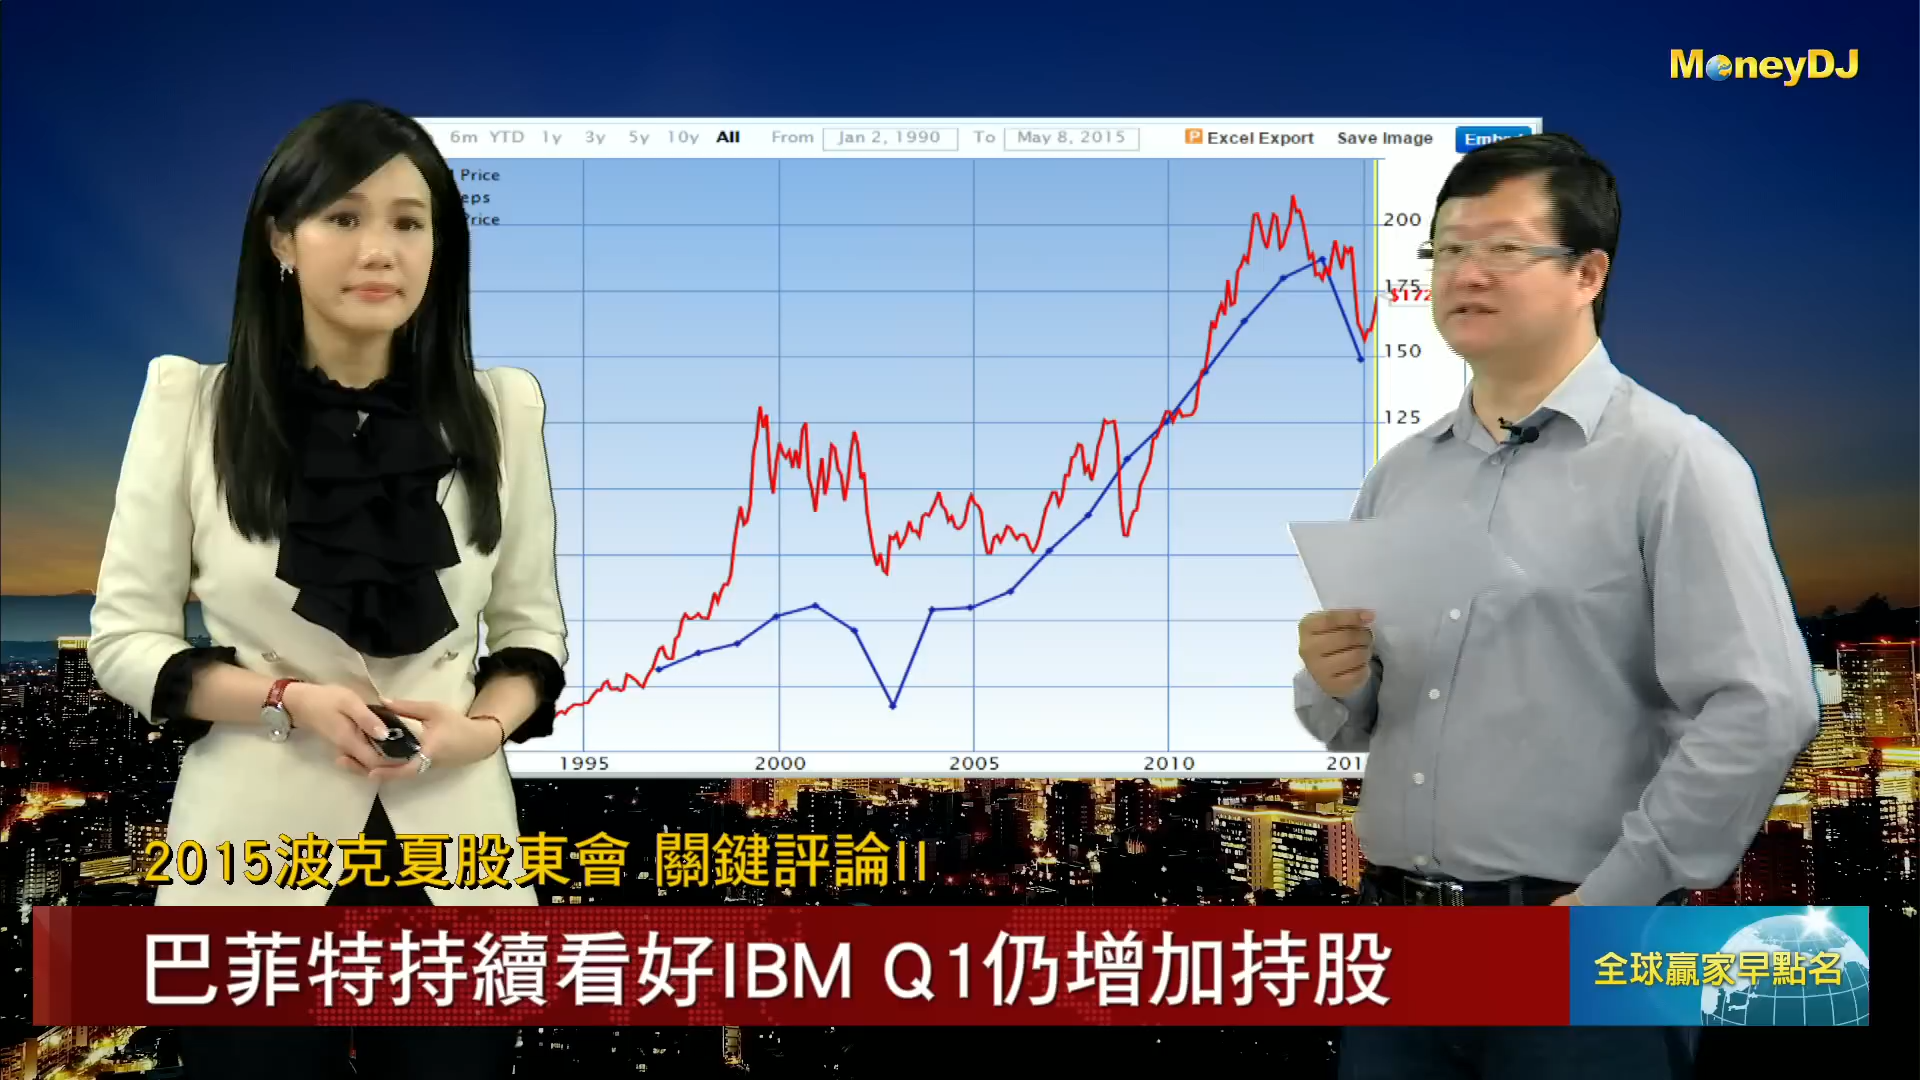 MoneyDJ
6m YTD 1y 3y 5y 10y All From Jan 2, 1990 To May 8, 2015 Excel Export Save Image
Price
eps
Price
200
175
$172
150
125
1995 2000 2005 2010
2015波克夏股東會 關鍵評論II
巴菲特持續看好IBM Q1仍增加持股
全球贏家早點名